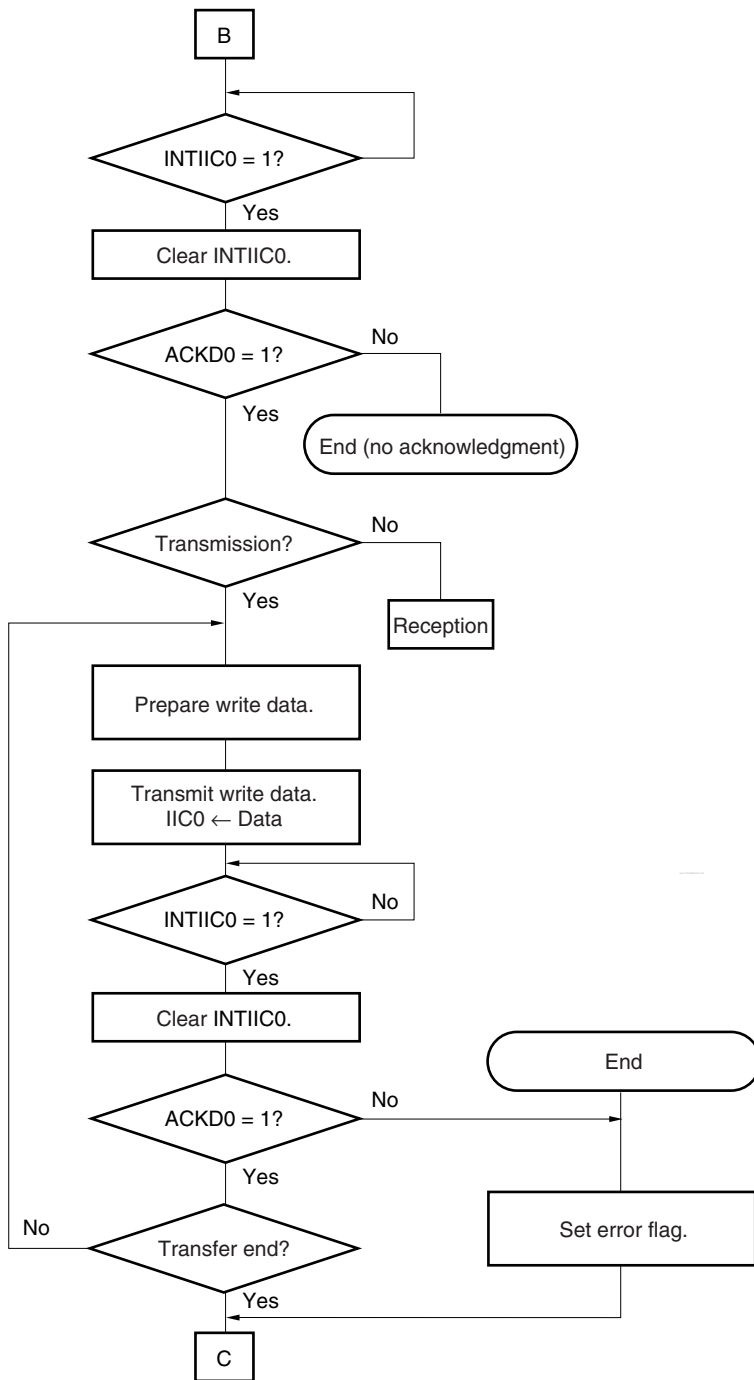 B
INTIIC0 = 1?
Yes
Clear INTIIC0.
ACKD0 = 1?
No
Yes
End (no acknowledgment)
Transmission?
No
Yes
Reception
Prepare write data.
Transmit write data.
IIC0 ← Data
INTIIC0 = 1?
No
Yes
Clear INTIIC0.
End
ACKD0 = 1?
No
Yes
No
Transfer end?
Set error flag.
Yes
C